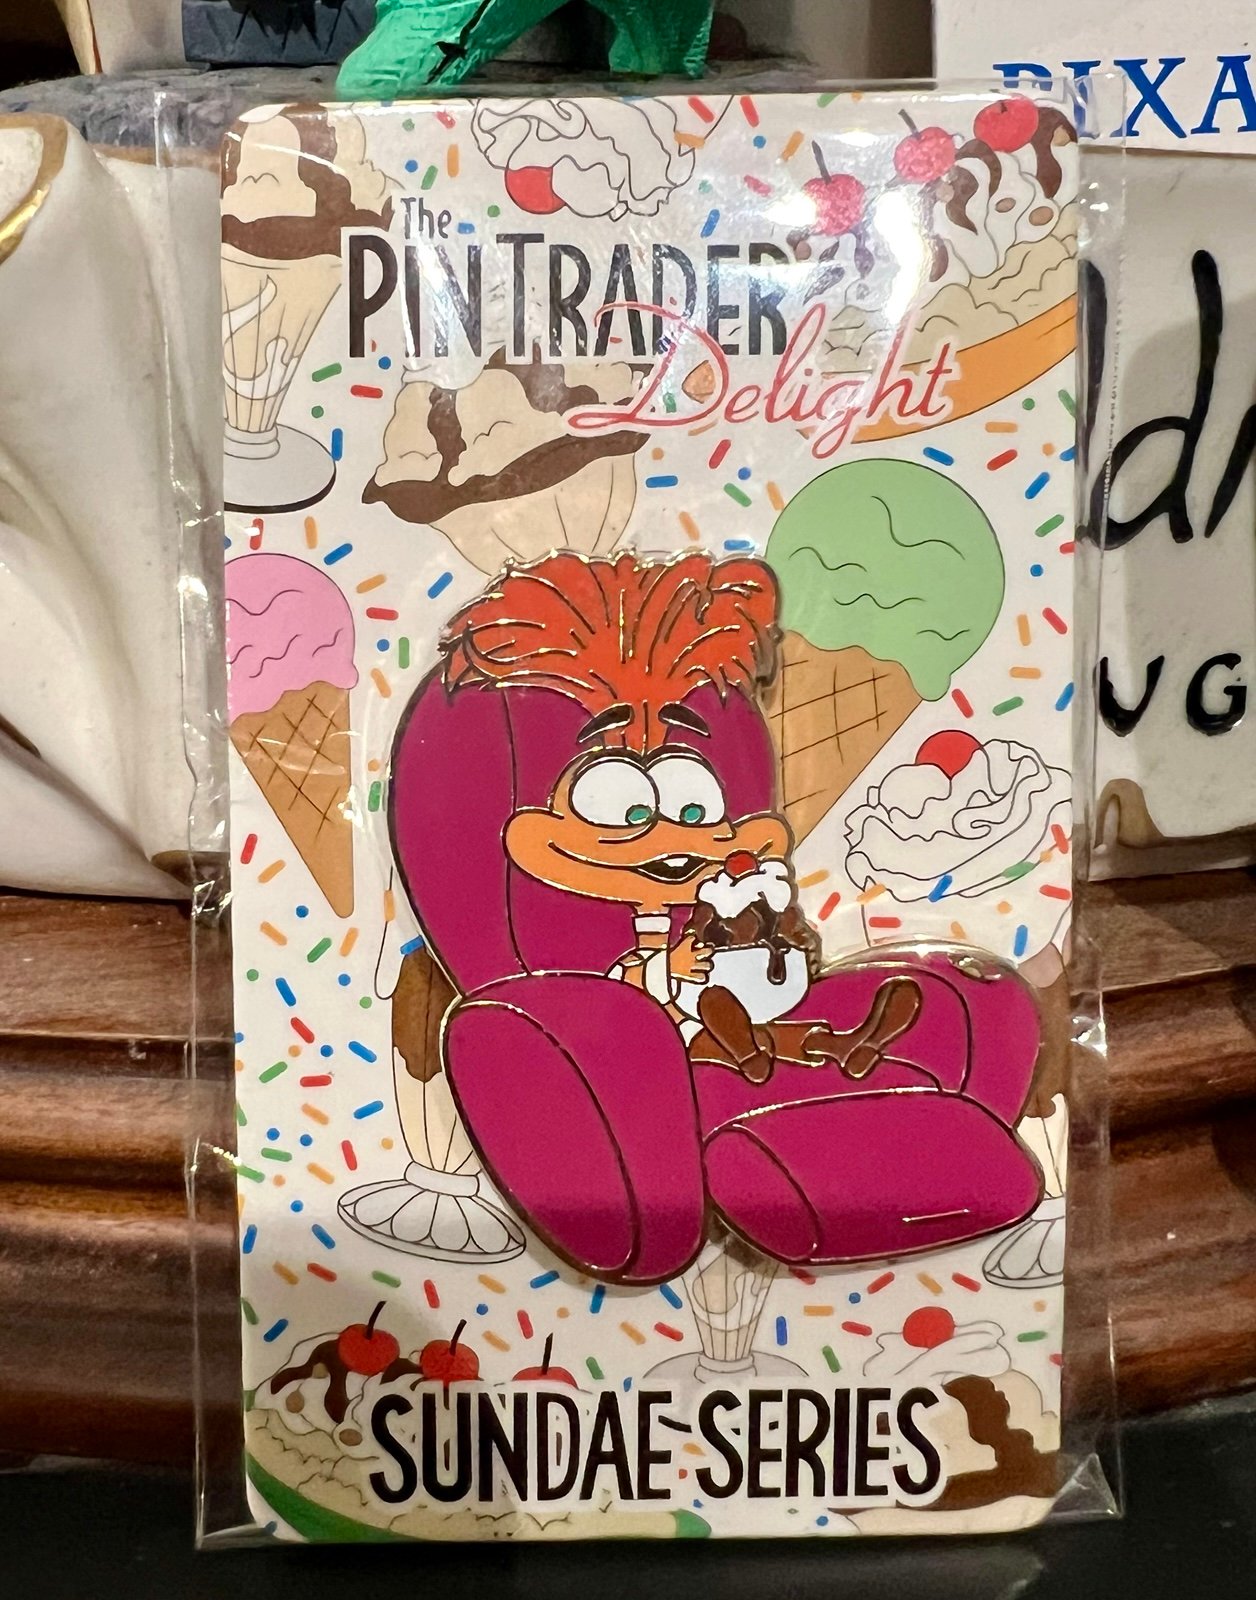 The
PIN TRADER
Delight
PIXA
UG
SUNDAE SERIES